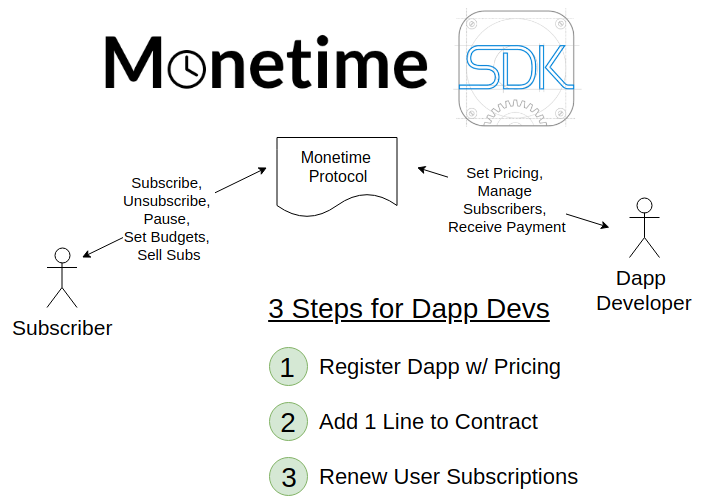 Monetime
SDK
Monetime
Protocol
Subscribe,
Unsubscribe,
Pause,
Set Budgets,
Sell Subs
Set Pricing,
Manage
Subscribers,
Receive Payment
Subscriber
Dapp
Developer
3 Steps for Dapp Devs
1 Register Dapp w/ Pricing
2 Add 1 Line to Contract
3 Renew User Subscriptions